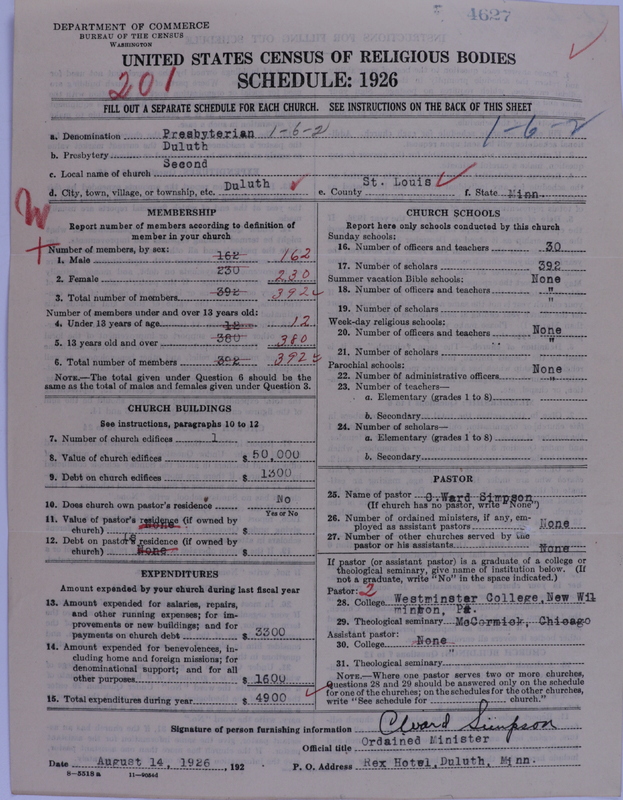 4627
DEPARTMENT OF COMMERCE
BUREAU OF THE CENSUS
WASHINGTON
UNITED STATES CENSUS OF RELIGIOUS BODIES
201
SCHEDULE: 1926
FILL OUT A SEPARATE SCHEDULE FOR EACH CHURCH. SEE INSTRUCTIONS ON THE BACK OF THIS SHEET
a. Denomination Presbyterian 1-6-2 1-6-2
b. Presbytery Duluth
c. Local name of church Second
d. City, town, village, or township, etc. Duluth e. County St. Louis f. State Minn.
MEMBERSHIP
Report number of members according to definition of
member in your church
Number of members, by sex:
1. Male 162 162
2. Female 230 230
3. Total number of members 392 392
Number of members under and over 13 years old:
4. Under 13 years of age 12 12
5. 13 years old and over 380 380
6. Total number of members 392 392
NOTE.—The total given under Question 6 should be the
same as the total of males and females given under Question 3.
CHURCH BUILDINGS
See instructions, paragraphs 10 to 12
7. Number of church edifices 1
8. Value of church edifices $ 50,000
9. Debt on church edifices $ 1300
10. Does church own pastor's residence No
Yes or No
11. Value of pastor's residence (if owned by
church) None $
12. Debt on pastor's residence (if owned by
church) None $
EXPENDITURES
Amount expended by your church during last fiscal year
13. Amount expended for salaries, repairs,
and other running expenses; for im-
provements or new buildings; and for
payments on church debt $ 3300
14. Amount expended for benevolences, in-
cluding home and foreign missions; for
denominational support; and for all
other purposes $ 1600
15. Total expenditures during year $ 4900
CHURCH SCHOOLS
Report here only schools conducted by this church
Sunday schools:
16. Number of officers and teachers 30
17. Number of scholars 392
Summer vacation Bible schools: None
18. Number of officers and teachers "
19. Number of scholars "
Week-day religious schools:
20. Number of officers and teachers None
21. Number of scholars "
Parochial schools:
22. Number of administrative officers None
23. Number of teachers—
a. Elementary (grades 1 to 8) "
b. Secondary
24. Number of scholars—
a. Elementary (grades 1 to 8)
b. Secondary
PASTOR
25. Name of pastor C.Ward Simpson
(If church has no pastor, write "None")
26. Number of ordained ministers, if any, em-
ployed as assistant pastors None
27. Number of other churches served by the
pastor or his assistants None
If pastor (or assistant pastor) is a graduate of a college or
theological seminary, give name of institution below. (If
not a graduate, write "No" in the space indicated.)
Pastor: 2
28. College Westminster College,New Wil
mington, Pa.
29. Theological seminary McCormick, Chicago
Assistant pastor:
30. College None
31. Theological seminary "
NOTE.—Where one pastor serves two or more churches,
Questions 28 and 29 should be answered only on the schedule
for one of the churches; on the schedules for the other churches,
write "See schedule for church."
Signature of person furnishing information C Ward Simpson
Official title Ordained Minister
Date August 14, 1926 , 192 P. O. Address Rex Hotel, Duluth, Minn.
8-5518 a